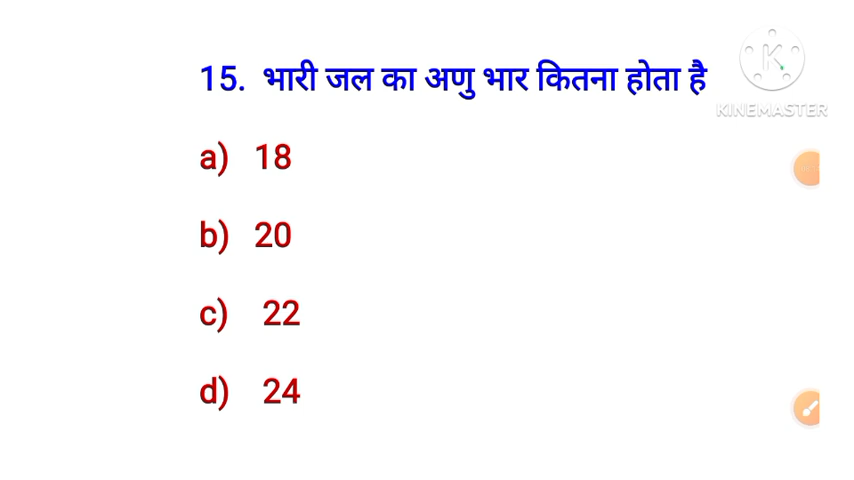 15. भारी जल का अणु भार कितना होता है
KINEMASTER
a) 18
b) 20
c) 22
d) 24